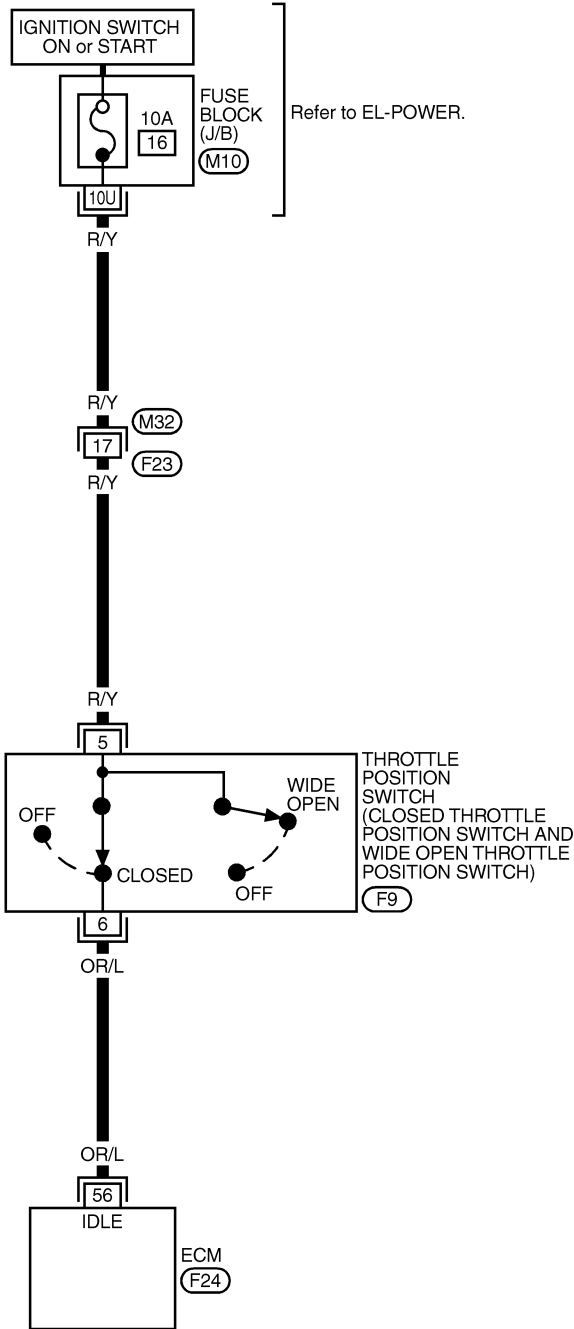 IGNITION SWITCH
ON or START
FUSE
BLOCK
(J/B)
M10
10A
16
Refer to EL-POWER.
10U
R/Y
R/Y
M32
17
F23
R/Y
R/Y
5
THROTTLE
POSITION
SWITCH
(CLOSED THROTTLE
POSITION SWITCH AND
WIDE OPEN THROTTLE
POSITION SWITCH)
F9
WIDE
OPEN
OFF
CLOSED
OFF
6
OR/L
OR/L
56
IDLE
ECM
F24